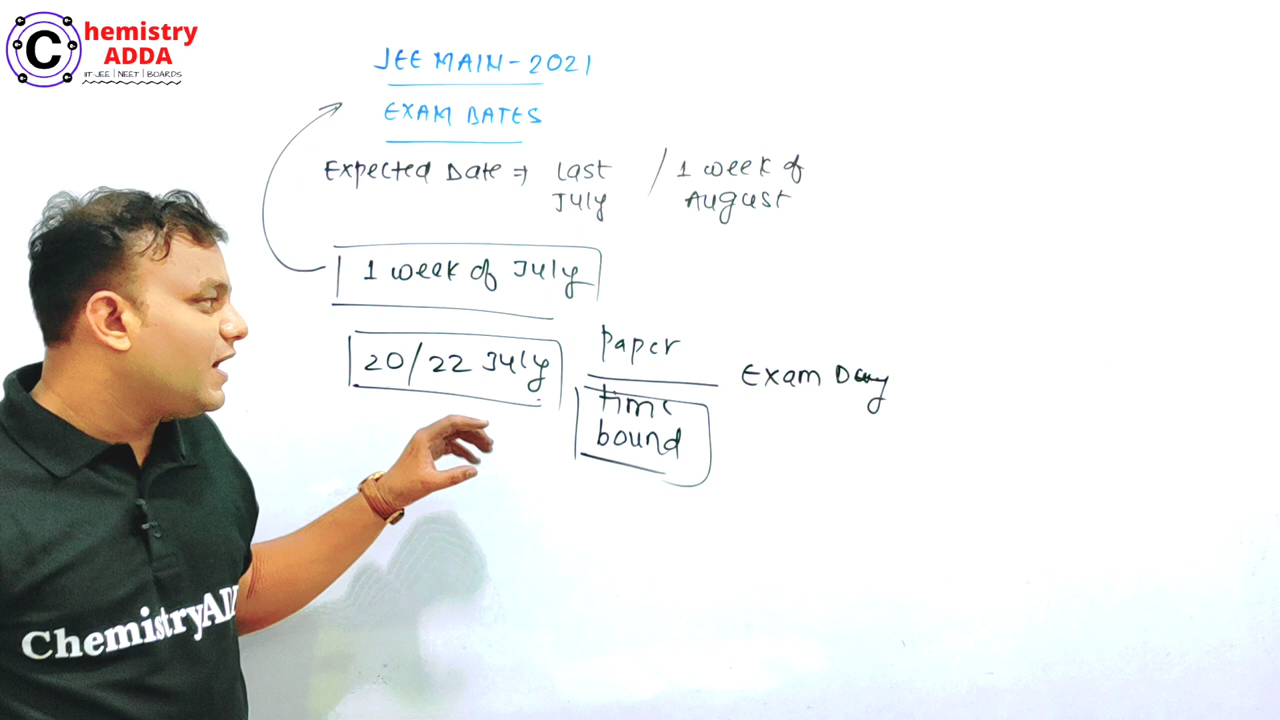 Chemistry
ADDA
IIT JEE | NEET | BOARDS
JEE MAIN - 2021
EXAM DATES
Expected Date ⇒ Last July / 1 week of August
1 week of July
20/22 July
Paper
time
bound
Exam Day
ChemistryAD